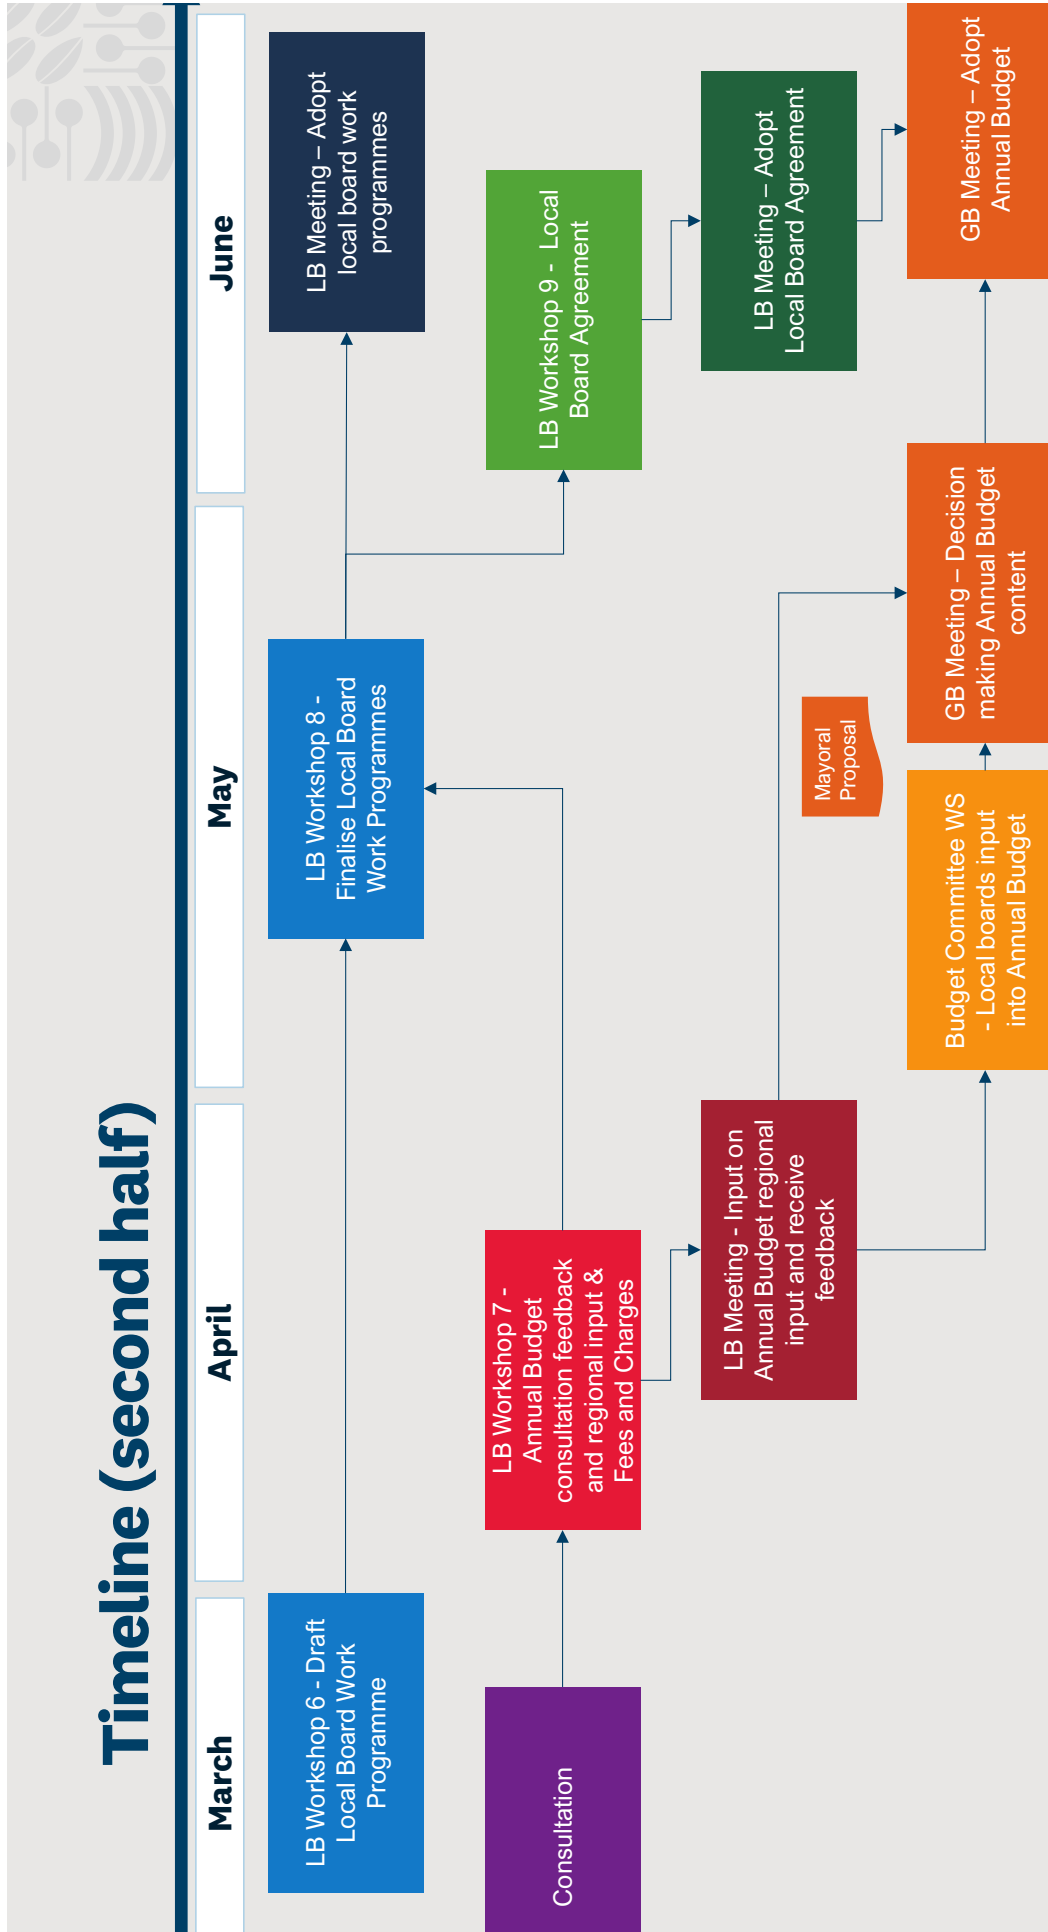 Timeline (second half)
March
April
May
June
LB Workshop 6 - Draft
Local Board Work
Programme
LB Workshop 8 -
Finalise Local Board
Work Programmes
LB Meeting – Adopt
local board work
programmes
Consultation
LB Workshop 7 -
Annual Budget
consultation feedback
and regional input &
Fees and Charges
LB Workshop 9 - Local
Board Agreement
LB Meeting - Input on
Annual Budget regional
input and receive
feedback
LB Meeting – Adopt
Local Board Agreement
Mayoral
Proposal
Budget Committee WS
- Local boards input
into Annual Budget
GB Meeting – Decision
making Annual Budget
content
GB Meeting – Adopt
Annual Budget